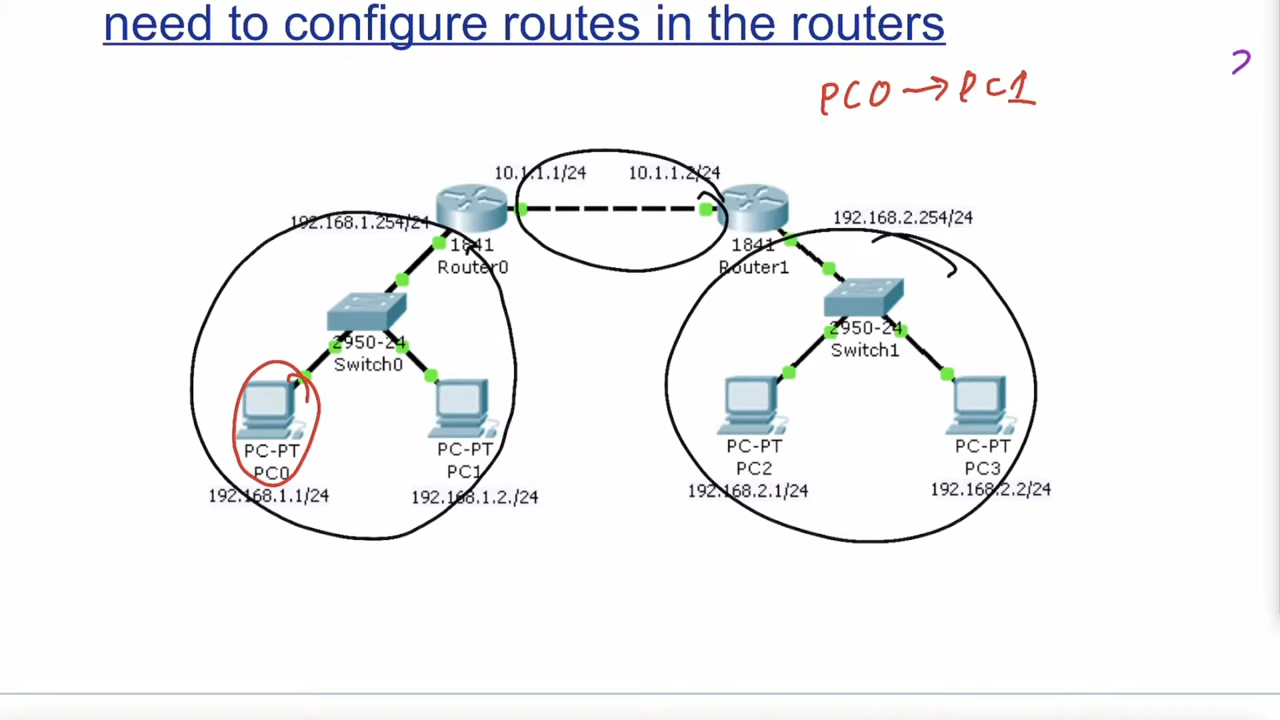 need to configure routes in the routers
PC0 → PC1
10.1.1.1/24
10.1.1.2/24
192.168.1.254/24
192.168.2.254/24
1841
Router0
1841
Router1
2950-24
Switch0
2950-24
Switch1
PC-PT
PC0
192.168.1.1/24
PC-PT
PC1
192.168.1.2./24
PC-PT
PC2
192.168.2.1/24
PC-PT
PC3
192.168.2.2/24